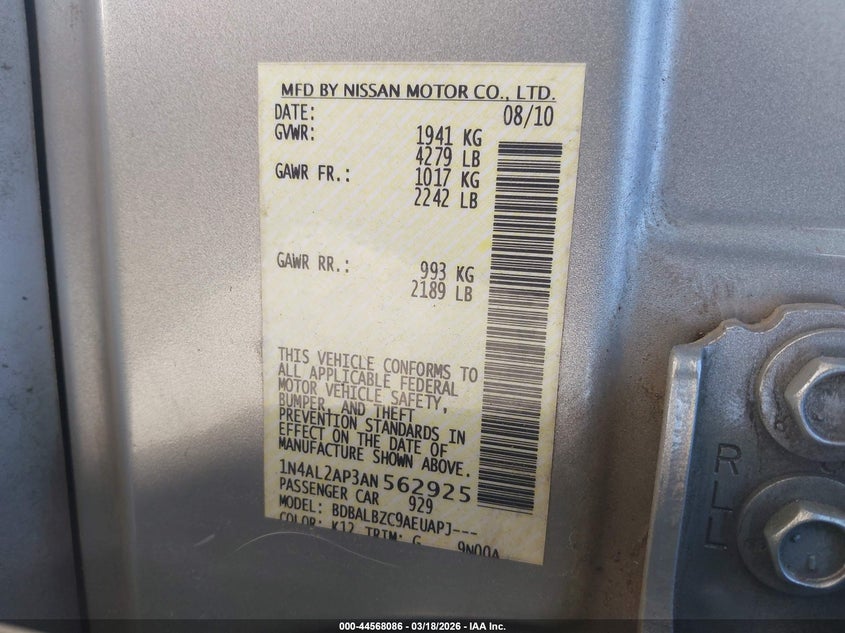 MFD BY NISSAN MOTOR CO., LTD.
DATE: 08/10
GVWR: 1941 KG
4279 LB
GAWR FR.: 1017 KG
2242 LB
GAWR RR.: 993 KG
2189 LB
THIS VEHICLE CONFORMS TO
ALL APPLICABLE FEDERAL
MOTOR VEHICLE SAFETY,
BUMPER, AND THEFT
PREVENTION STANDARDS IN
EFFECT ON THE DATE OF
MANUFACTURE SHOWN ABOVE.
1N4AL2AP3AN562925
PASSENGER CAR 929
MODEL: BDBALBZC9AEUAPJ---
COLOR: K12 TRIM: G 9N00A
RLL
000-44568086 — 03/18/2026 — IAA Inc.